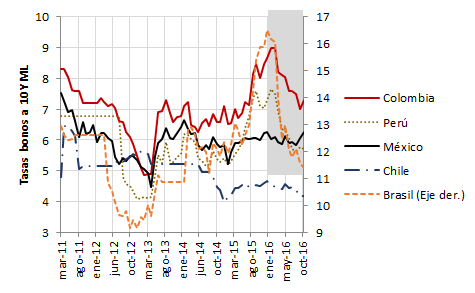 Tasas bonos a 10Y ML
10
9
8
7
6
5
4
3
17
16
15
14
13
12
11
10
9
mar-11
ago-11
ene-12
jun-12
oct-12
mar-13
ago-13
ene-14
jun-14
oct-14
mar-15
ago-15
ene-16
may-16
oct-16
Colombia
Perú
México
Chile
Brasil (Eje der.)